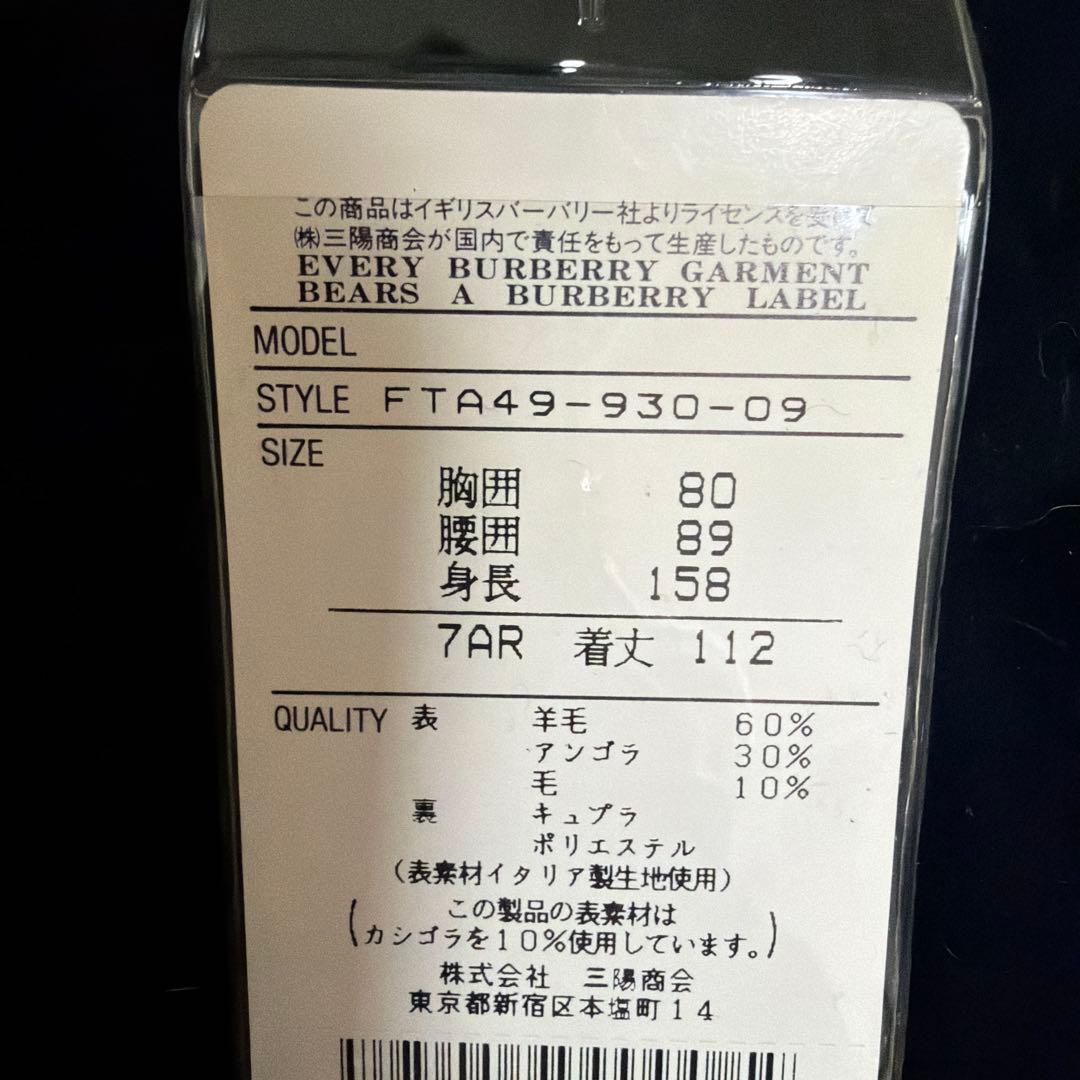 この商品はイギリスバーバリー社よりライセンスを受けて
㈱三陽商会が国内で責任をもって生産したものです。
EVERY BURBERRY GARMENT
BEARS A BURBERRY LABEL
MODEL
STYLE FTA49-930-09
SIZE
胸囲 80
腰囲 89
身長 158
7AR 着丈 112
QUALITY 表 羊毛 60%
アンゴラ 30%
毛 10%
裏 キュプラ
ポリエステル
(表素材イタリア製生地使用)
(この製品の表素材は
カシゴラを10%使用しています。)
株式会社 三陽商会
東京都新宿区本塩町14